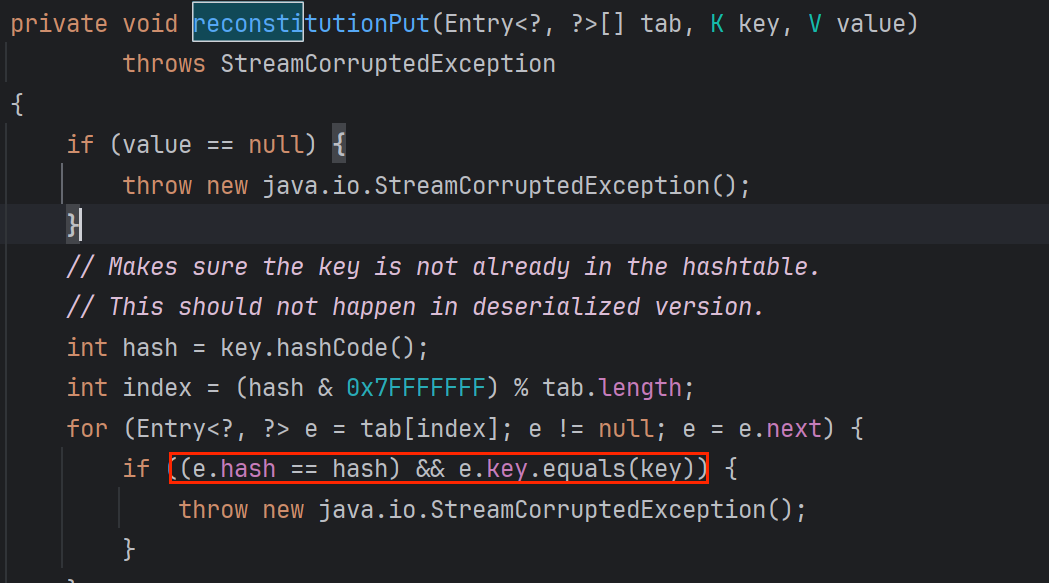 private void reconstitutionPut(Entry<?, ?>[] tab, K key, V value)
        throws StreamCorruptedException
{
    if (value == null) {
        throw new java.io.StreamCorruptedException();
    }
    // Makes sure the key is not already in the hashtable.
    // This should not happen in deserialized version.
    int hash = key.hashCode();
    int index = (hash & 0x7FFFFFFF) % tab.length;
    for (Entry<?, ?> e = tab[index]; e != null; e = e.next) {
        if ((e.hash == hash) && e.key.equals(key)) {
            throw new java.io.StreamCorruptedException();
        }